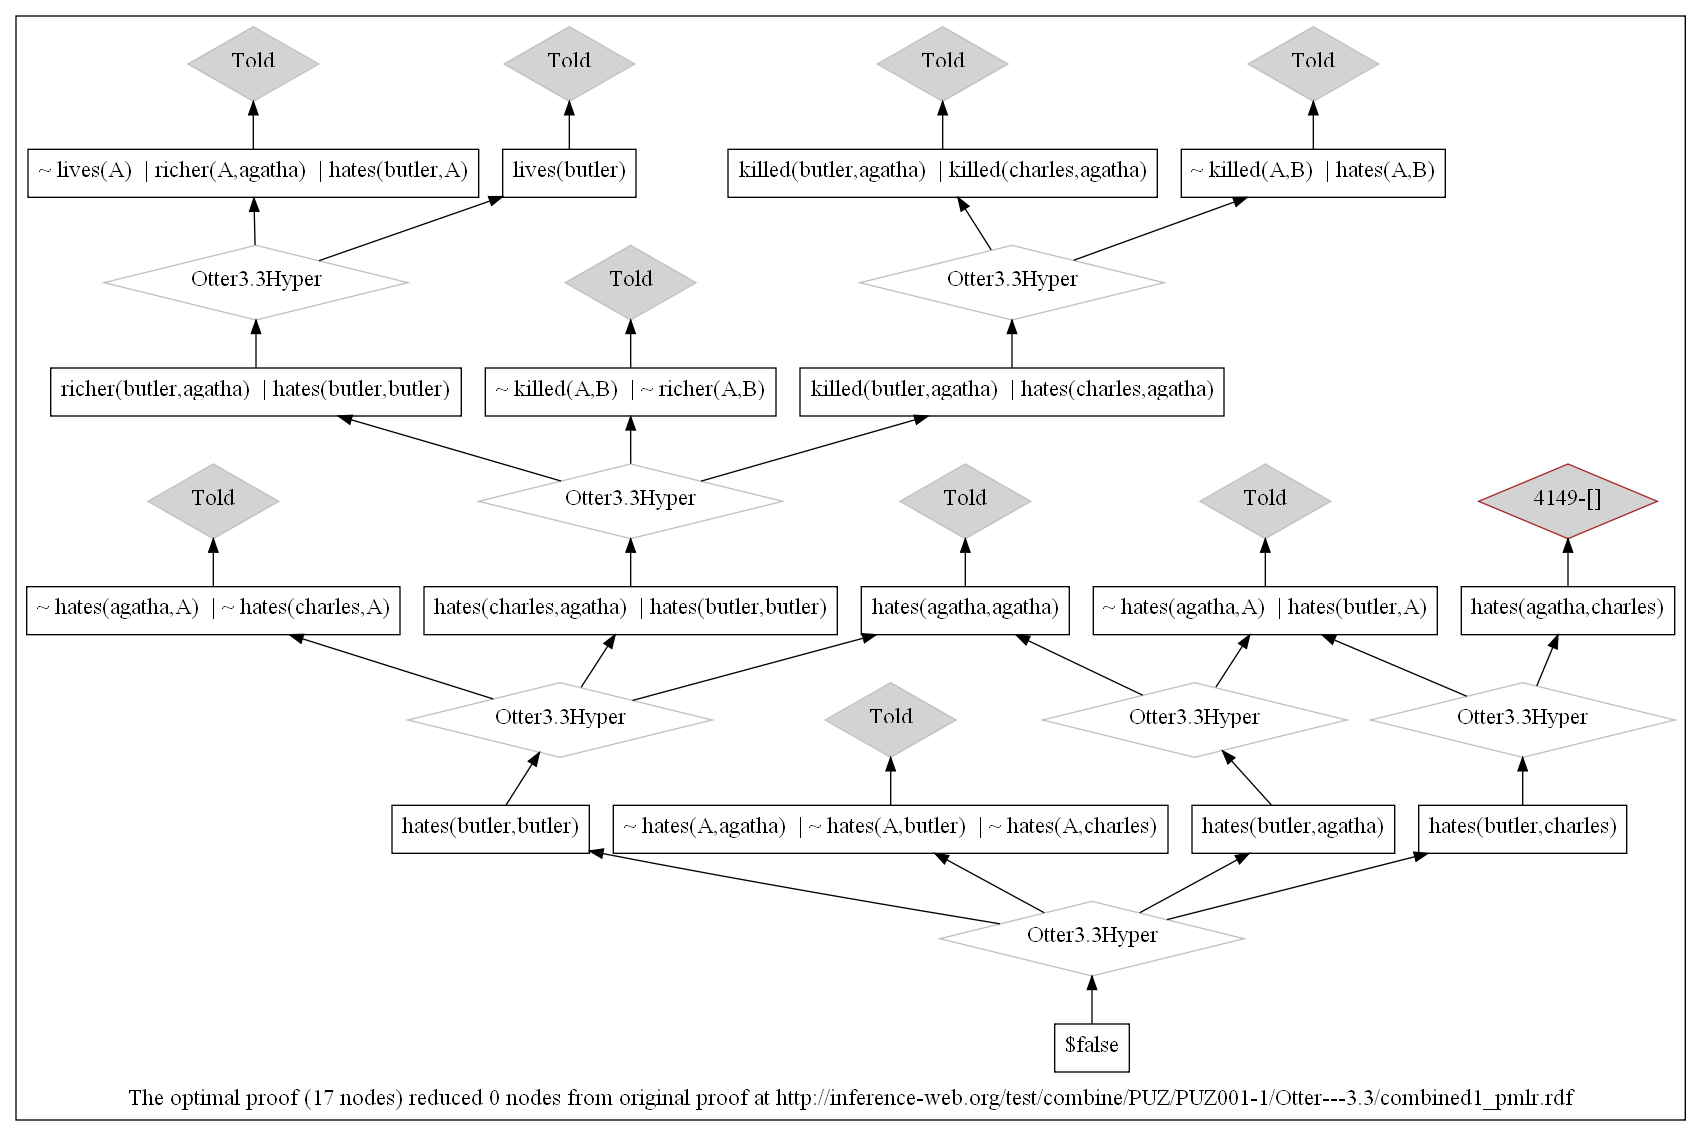 Told
Told
Told
Told
~ lives(A) | richer(A,agatha) | hates(butler,A)
lives(butler)
killed(butler,agatha) | killed(charles,agatha)
~ killed(A,B) | hates(A,B)
Otter3.3Hyper
Told
Otter3.3Hyper
richer(butler,agatha) | hates(butler,butler)
~ killed(A,B) | ~ richer(A,B)
killed(butler,agatha) | hates(charles,agatha)
Told
Otter3.3Hyper
Told
Told
4149-[]
~ hates(agatha,A) | ~ hates(charles,A)
hates(charles,agatha) | hates(butler,butler)
hates(agatha,agatha)
~ hates(agatha,A) | hates(butler,A)
hates(agatha,charles)
Otter3.3Hyper
Told
Otter3.3Hyper
Otter3.3Hyper
hates(butler,butler)
~ hates(A,agatha) | ~ hates(A,butler) | ~ hates(A,charles)
hates(butler,agatha)
hates(butler,charles)
Otter3.3Hyper
$false
The optimal proof (17 nodes) reduced 0 nodes from original proof at http://inference-web.org/test/combine/PUZ/PUZ001-1/Otter---3.3/combined1_pmlr.rdf